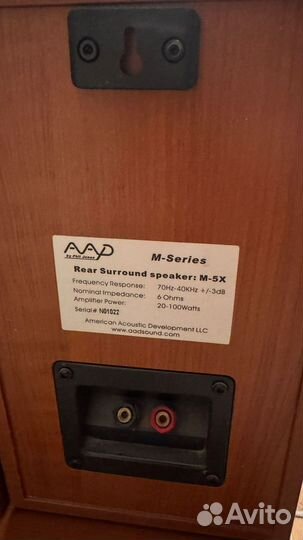 AAD
by Phil Jones
M-Series
Rear Surround speaker: M-5X
Frequency Response: 70Hz-40KHz +/-3dB
Nominal Impedance: 6 Ohms
Amplifier Power: 20-100Watts
Serial# N01022
American Acoustic Development LLC
www.aadsound.com
Avito